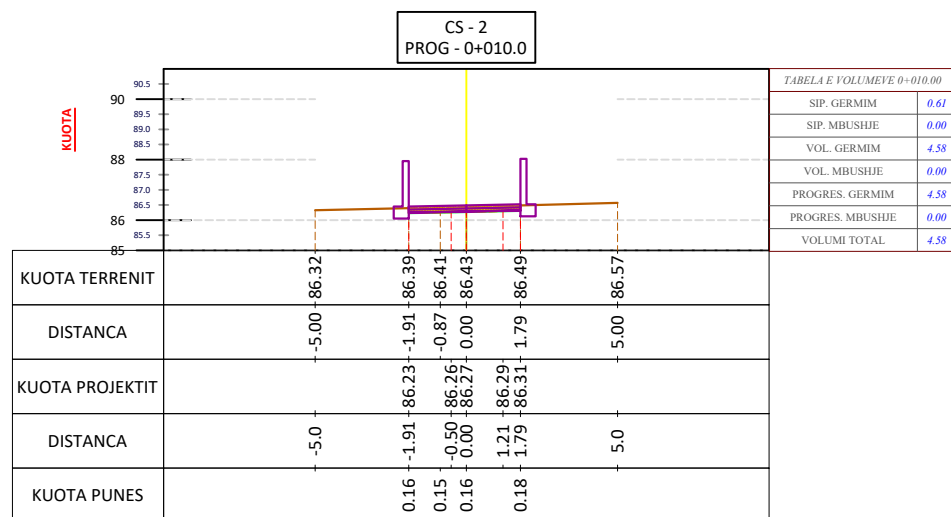 CS - 2
PROG - 0+010.0
KUOTA
90.5
90
89.5
89.0
88.5
88
87.5
87.0
86.5
86
85.5
85
TABELA E VOLUMEVE 0+010.00
SIP. GERMIM 0.61
SIP. MBUSHJE 0.00
VOL. GERMIM 4.58
VOL. MBUSHJE 0.00
PROGRES. GERMIM 4.58
PROGRES. MBUSHJE 0.00
VOLUMI TOTAL 4.58
KUOTA TERRENIT 86.32 86.39 86.41 86.43 86.49 86.57
DISTANCA -5.00 -1.91 -0.87 0.00 1.79 5.00
KUOTA PROJEKTIT 86.23 86.26 86.27 86.29 86.31
DISTANCA -5.0 -1.91 -0.50 0.00 1.21 1.79 5.0
KUOTA PUNES 0.16 0.15 0.16 0.18